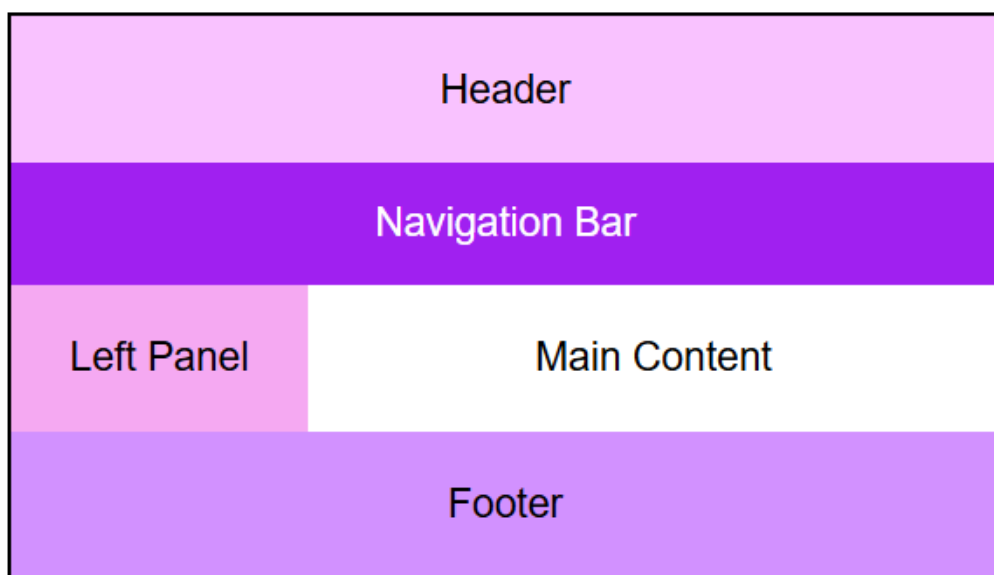 Header
Navigation Bar
Left Panel
Main Content
Footer